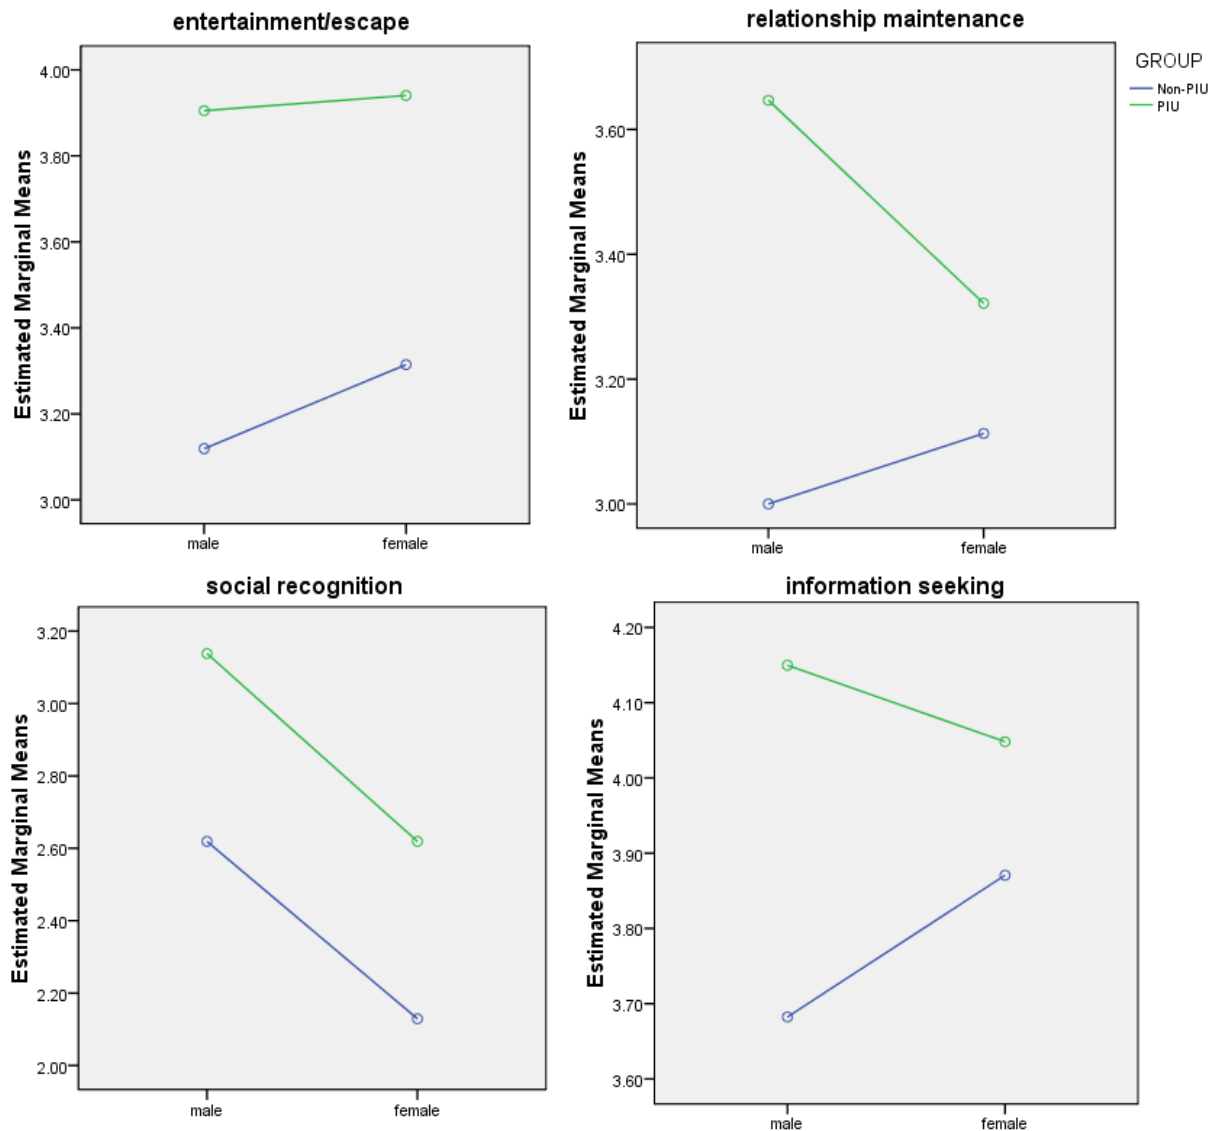 entertainment/escape
Estimated Marginal Means
4.00
3.80
3.60
3.40
3.20
3.00
male female
relationship maintenance
Estimated Marginal Means
3.60
3.40
3.20
3.00
male female
GROUP
Non-PIU
PIU
social recognition
Estimated Marginal Means
3.20
3.00
2.80
2.60
2.40
2.20
2.00
male female
information seeking
Estimated Marginal Means
4.20
4.10
4.00
3.90
3.80
3.70
3.60
male female